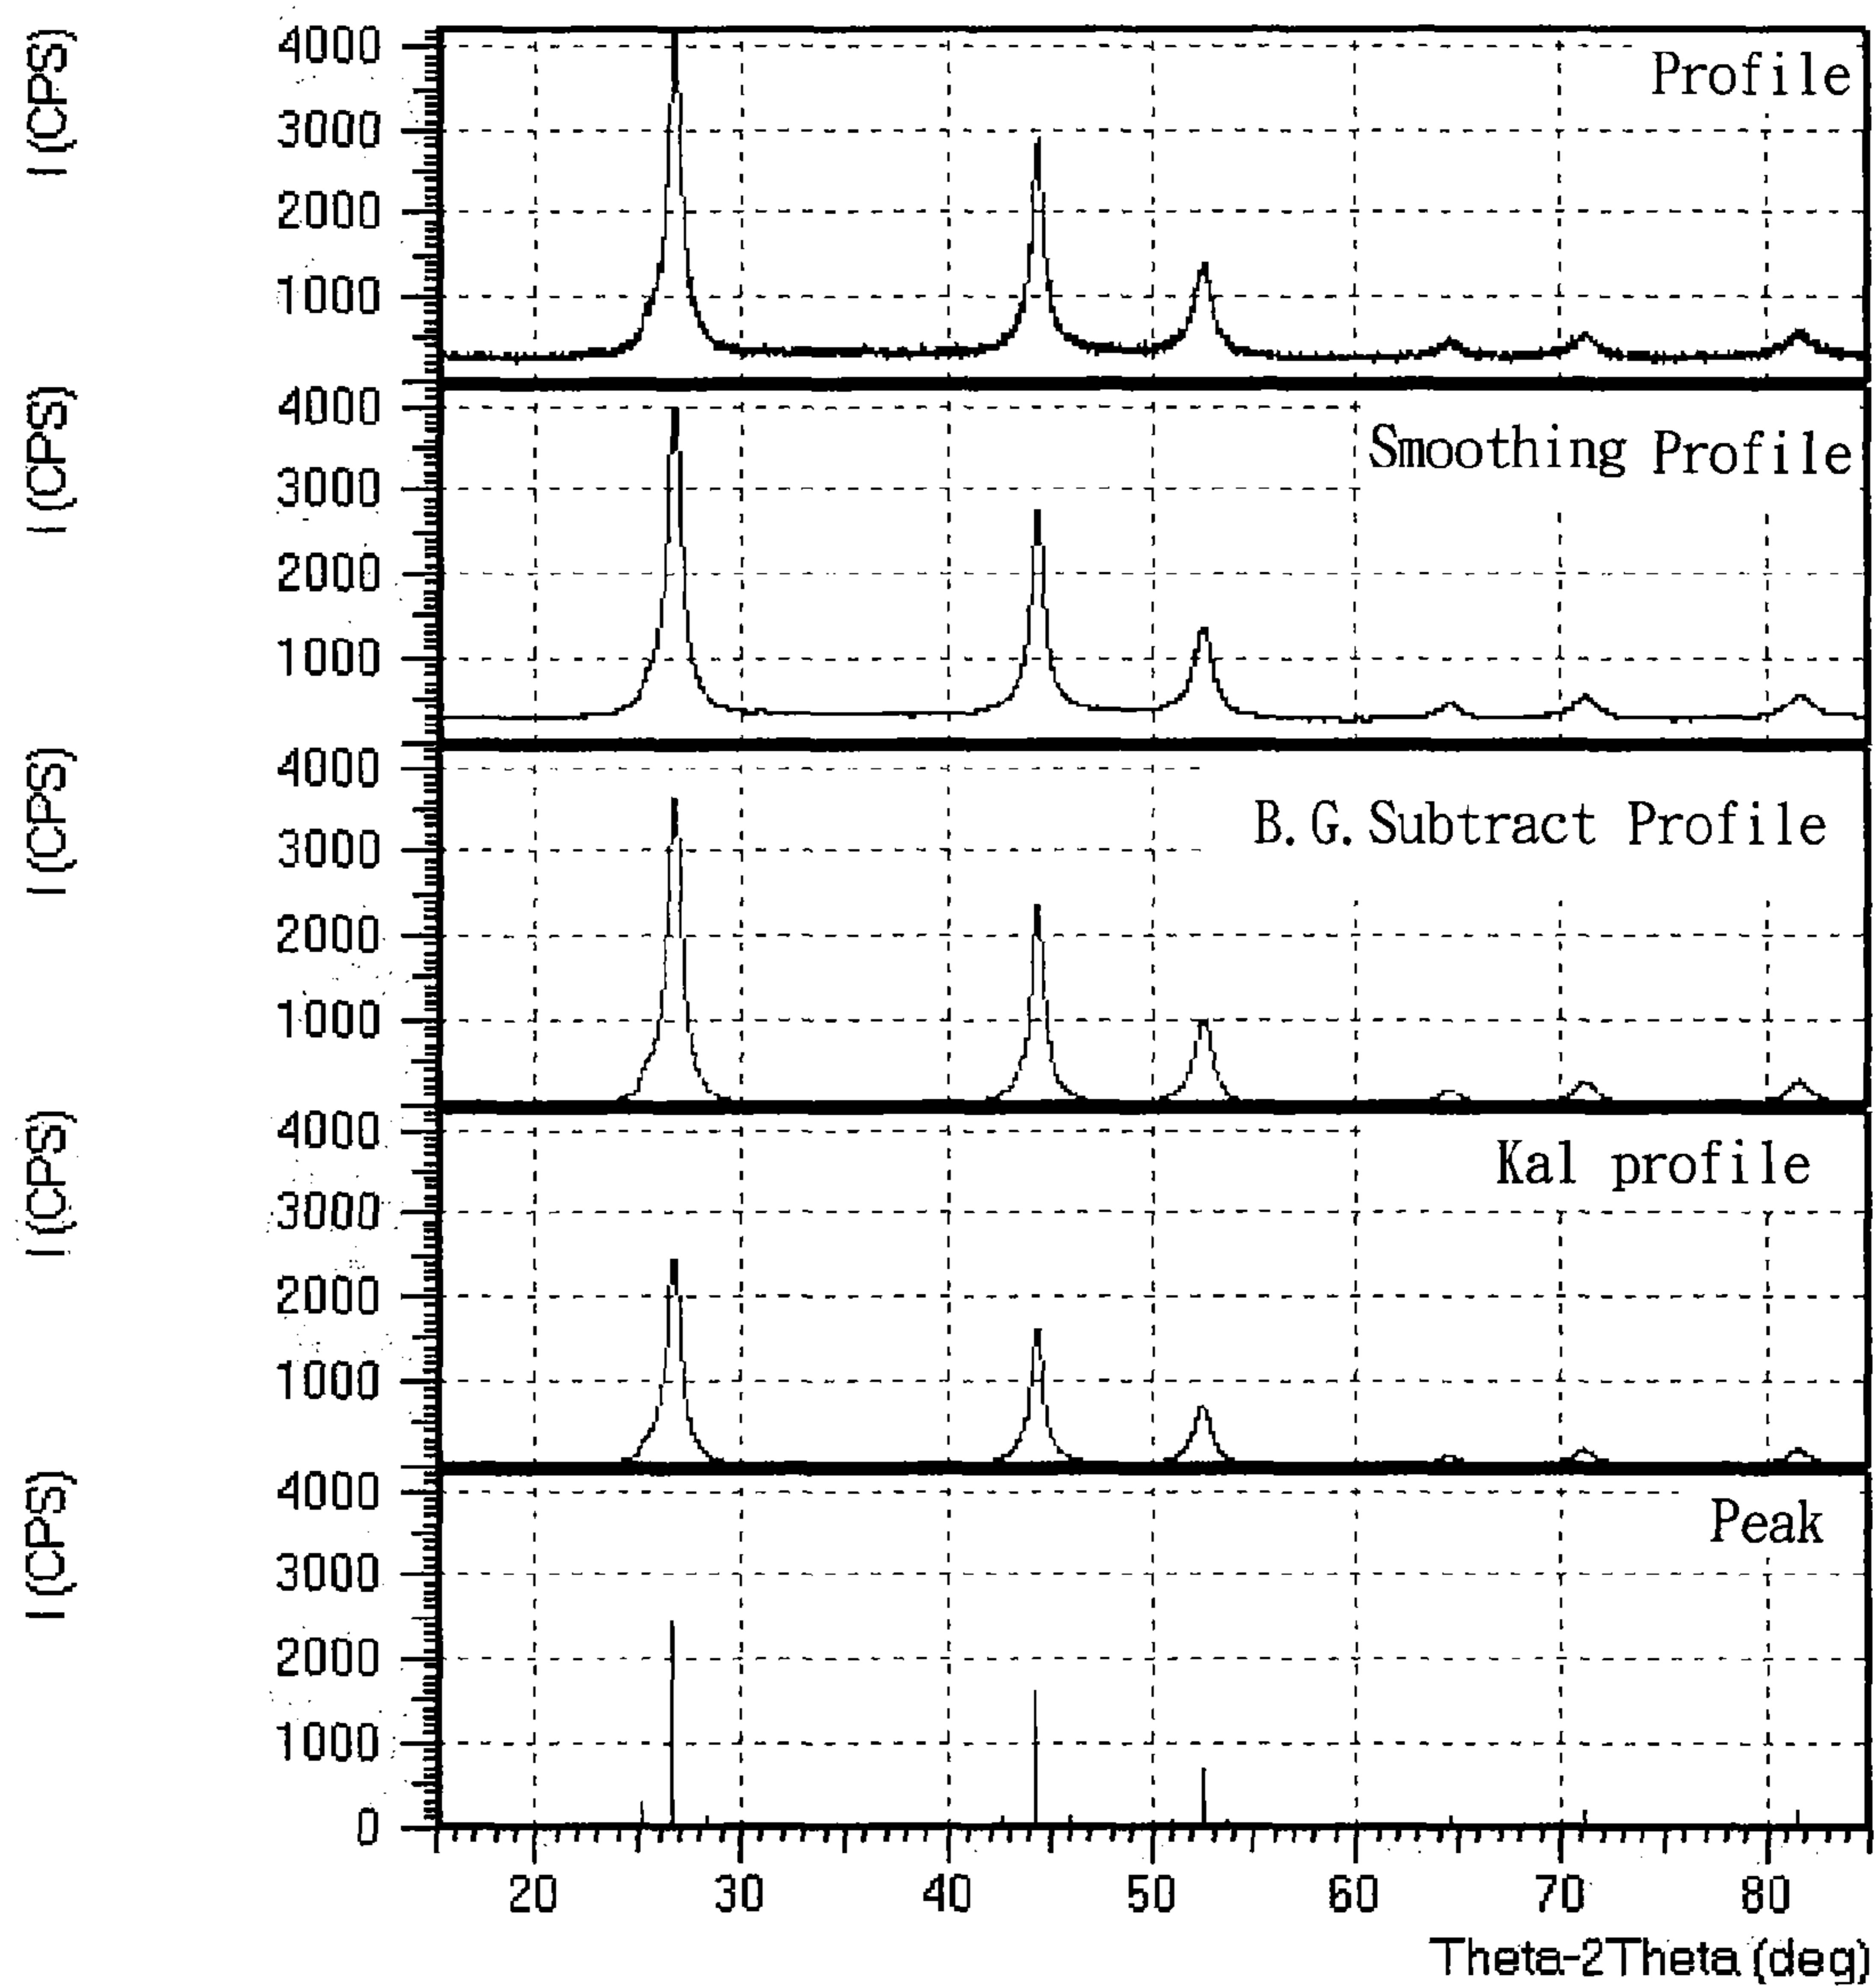 I (CPS)
4000
3000
2000
1000
Profile
I (CPS)
4000
3000
2000
1000
Smoothing Profile
I (CPS)
4000
3000
2000
1000
B.G.Subtract Profile
I (CPS)
4000
3000
2000
1000
Kal profile
I (CPS)
4000
3000
2000
1000
0
Peak
20 30 40 50 60 70 80
Theta-2Theta (deg)